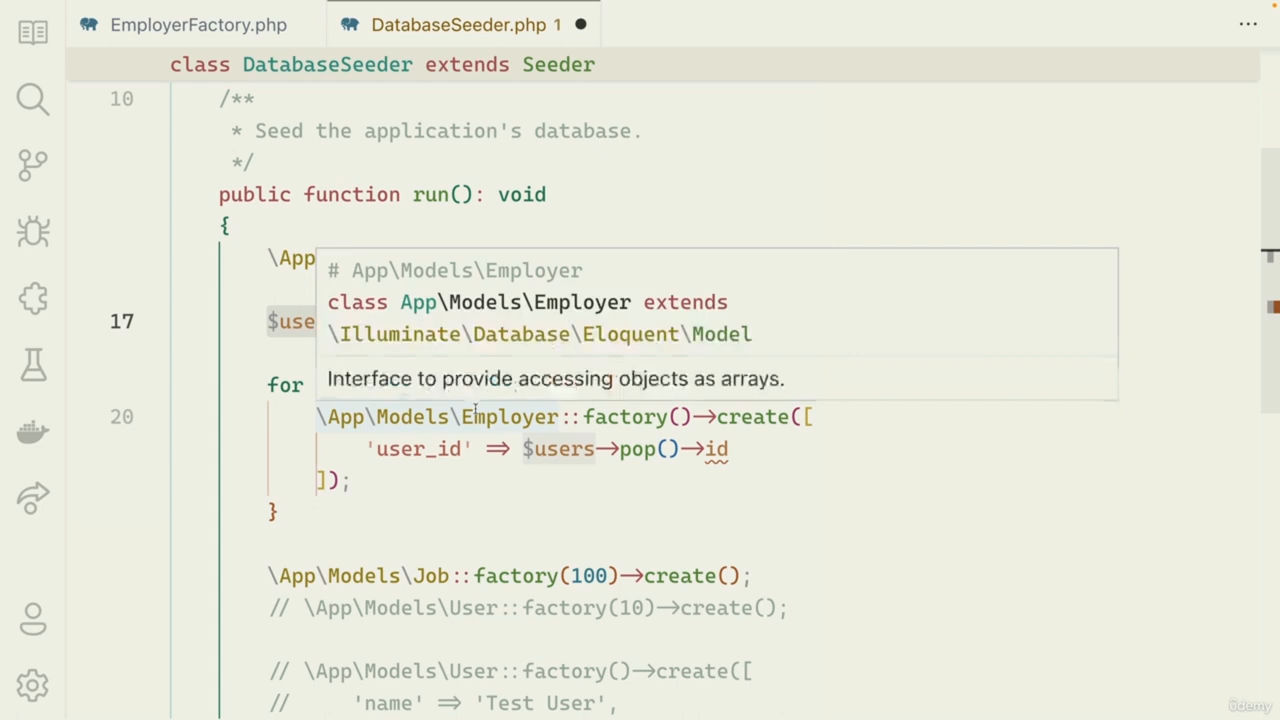 EmployerFactory.php
DatabaseSeeder.php 1
class DatabaseSeeder extends Seeder
10 /**
* Seed the application's database.
*/
public function run(): void
{
\App
# App\Models\Employer
class App\Models\Employer extends
17 $use
\Illuminate\Database\Eloquent\Model
Interface to provide accessing objects as arrays.
for
20 \App\Models\Employer::factory()->create([
'user_id' => $users->pop()->id
]);
}
\App\Models\Job::factory(100)->create();
// \App\Models\User::factory(10)->create();
// \App\Models\User::factory()->create([
// 'name' => 'Test User',
ûdemy